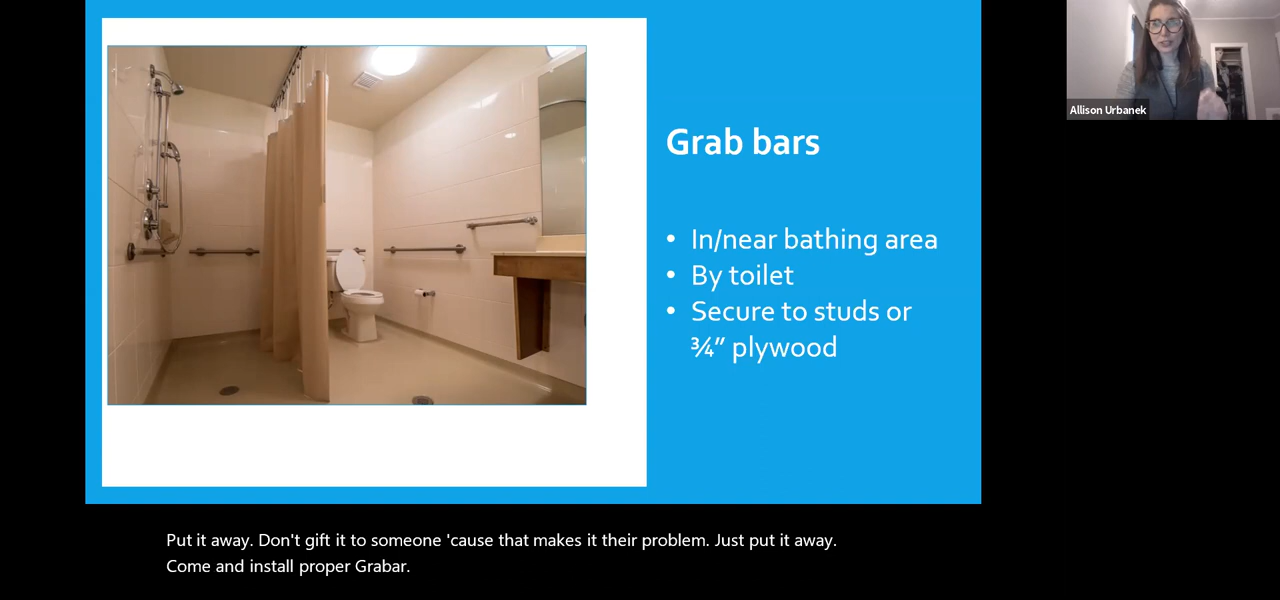 Allison Urbanek
Grab bars
• In/near bathing area
• By toilet
• Secure to studs or
¾” plywood
Put it away. Don't gift it to someone 'cause that makes it their problem. Just put it away.
Come and install proper Grabar.